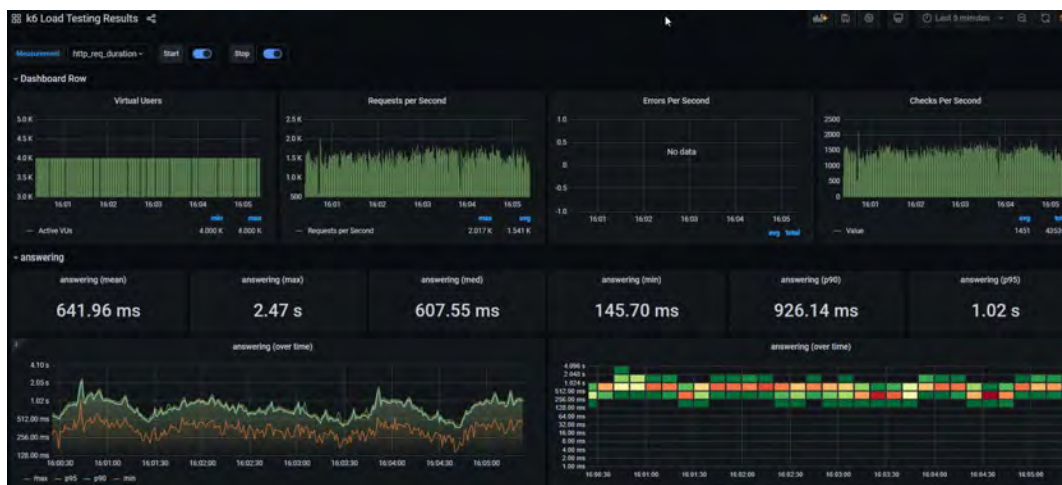 k6 Load Testing Results
Last 5 minutes
Measurement http_req_duration Start Stop
Dashboard Row
Virtual Users
5.0 K
4.5 K
4.0 K
3.5 K
3.0 K
16:01 16:02 16:03 16:04 16:05
min max
Active VUs 4.000 K 4.000 K
Requests per Second
2.5 K
2.0 K
1.5 K
1.0 K
500
16:01 16:02 16:03 16:04 16:05
max avg
Requests per Second 2.017 K 1.541 K
Errors Per Second
1.0
0.5
0
-0.5
-1.0
No data
16:01 16:02 16:03 16:04 16:05
avg total
Checks Per Second
2500
2000
1500
1000
500
16:01 16:02 16:03 16:04 16:05
avg
Value 1451
answering
answering (mean)
641.96 ms
answering (max)
2.47 s
answering (med)
607.55 ms
answering (min)
145.70 ms
answering (p90)
926.14 ms
answering (p95)
1.02 s
answering (over time)
4.10 s
2.05 s
1.02 s
512.00 ms
256.00 ms
128.00 ms
16:00:30 16:01:00 16:01:30 16:02:00 16:02:30 16:03:00 16:03:30 16:04:00 16:04:30 16:05:00
max p95 p90 min
answering (over time)
4.096 s
2.048 s
1.024 s
512.00 ms
256.00 ms
128.00 ms
64.00 ms
32.00 ms
16.00 ms
8.00 ms
4.00 ms
2.00 ms
1.00 ms
16:00:30 16:01:00 16:01:30 16:02:00 16:02:30 16:03:00 16:03:30 16:04:00 16:04:30 16:05:00